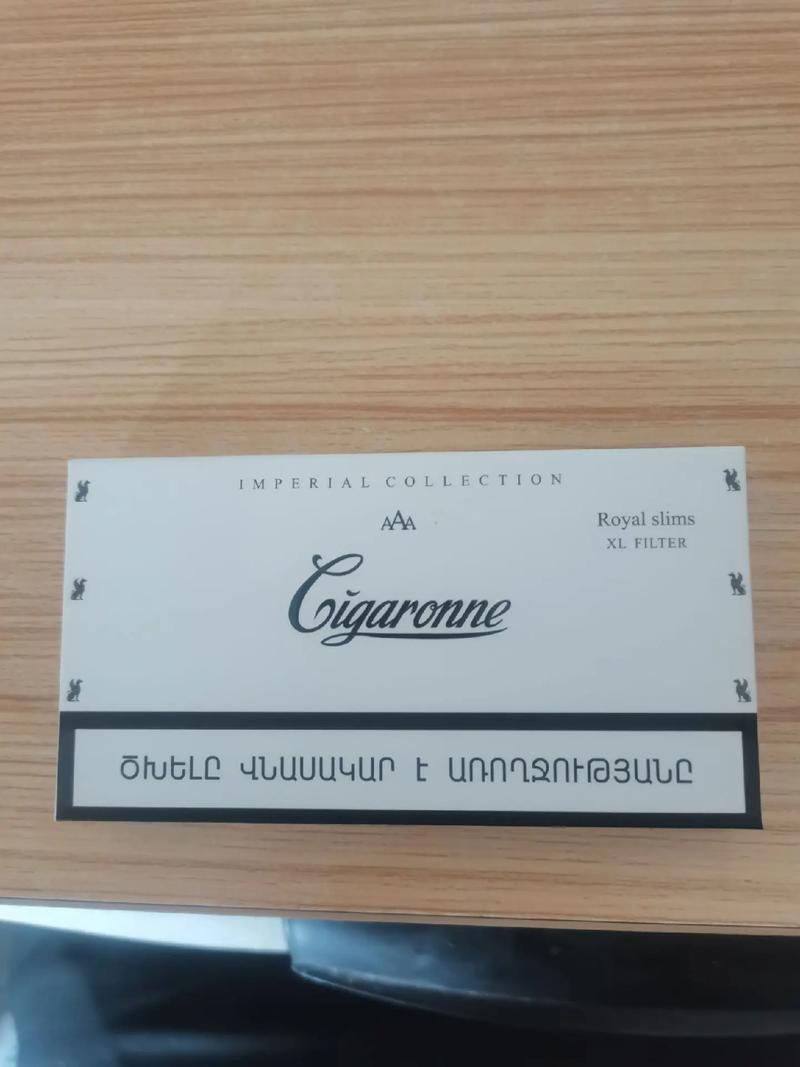 IMPERIAL COLLECTION
AAA
Royal slims
XL FILTER
Cigaronne
ԾԽԵԼԸ ՎՆԱՍԱԿԱՐ Է ԱՌՈՂՋՈՒԹՅԱՆԸ